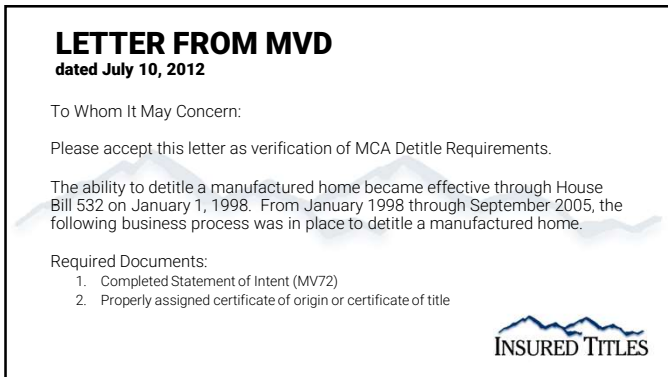 LETTER FROM MVD
dated July 10, 2012
To Whom It May Concern:
Please accept this letter as verification of MCA Detitle Requirements.
The ability to detitle a manufactured home became effective through House
Bill 532 on January 1, 1998.  From January 1998 through September 2005, the
following business process was in place to detitle a manufactured home.
Required Documents:
1. Completed Statement of Intent (MV72)
2. Properly assigned certificate of origin or certificate of title
INSURED TITLES